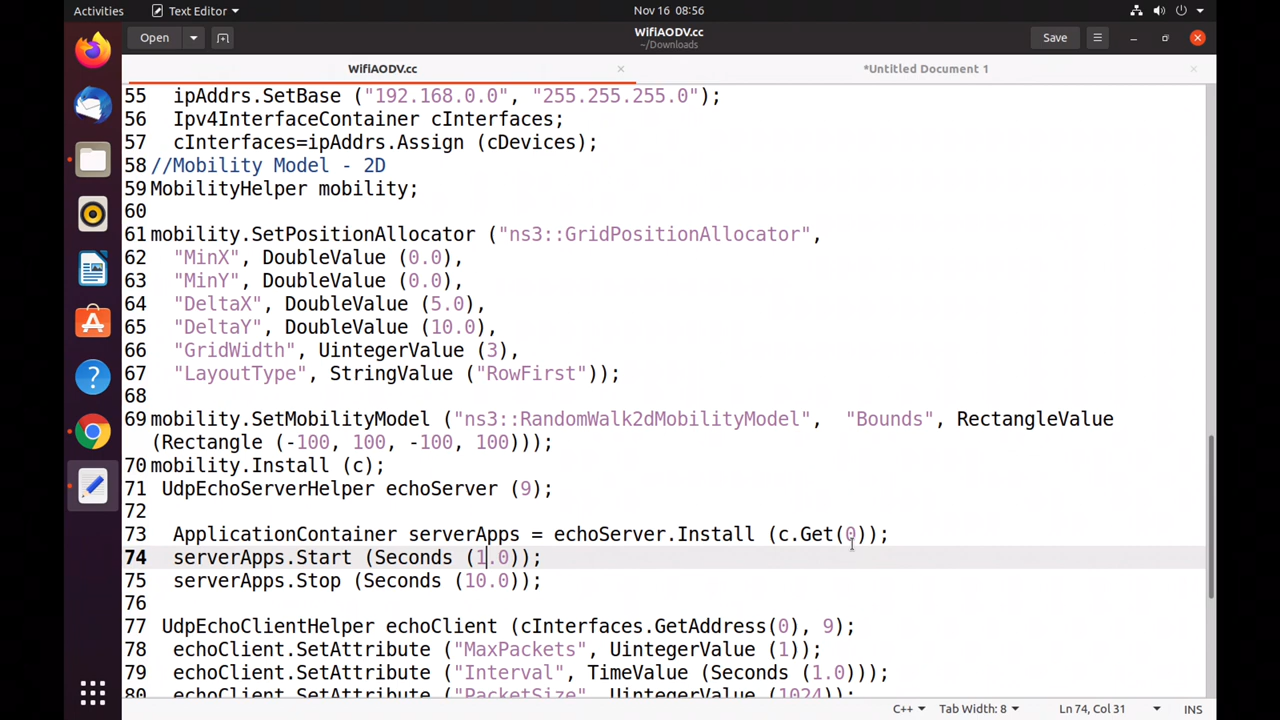 Activities
Text Editor
Nov 16 08:56
Open
WifiAODV.cc
~/Downloads
Save
WifiAODV.cc
*Untitled Document 1
55 ipAddrs.SetBase ("192.168.0.0", "255.255.255.0");
56 Ipv4InterfaceContainer cInterfaces;
57 cInterfaces=ipAddrs.Assign (cDevices);
58 //Mobility Model - 2D
59 MobilityHelper mobility;
60
61 mobility.SetPositionAllocator ("ns3::GridPositionAllocator",
62 "MinX", DoubleValue (0.0),
63 "MinY", DoubleValue (0.0),
64 "DeltaX", DoubleValue (5.0),
65 "DeltaY", DoubleValue (10.0),
66 "GridWidth", UintegerValue (3),
67 "LayoutType", StringValue ("RowFirst"));
68
69 mobility.SetMobilityModel ("ns3::RandomWalk2dMobilityModel", "Bounds", RectangleValue
(Rectangle (-100, 100, -100, 100)));
70 mobility.Install (c);
71 UdpEchoServerHelper echoServer (9);
72
73 ApplicationContainer serverApps = echoServer.Install (c.Get(0));
74 serverApps.Start (Seconds (1.0));
75 serverApps.Stop (Seconds (10.0));
76
77 UdpEchoClientHelper echoClient (cInterfaces.GetAddress(0), 9);
78 echoClient.SetAttribute ("MaxPackets", UintegerValue (1));
79 echoClient.SetAttribute ("Interval", TimeValue (Seconds (1.0)));
80 echoClient.SetAttribute ("PacketSize", UintegerValue (1024));
C++
Tab Width: 8
Ln 74, Col 31
INS